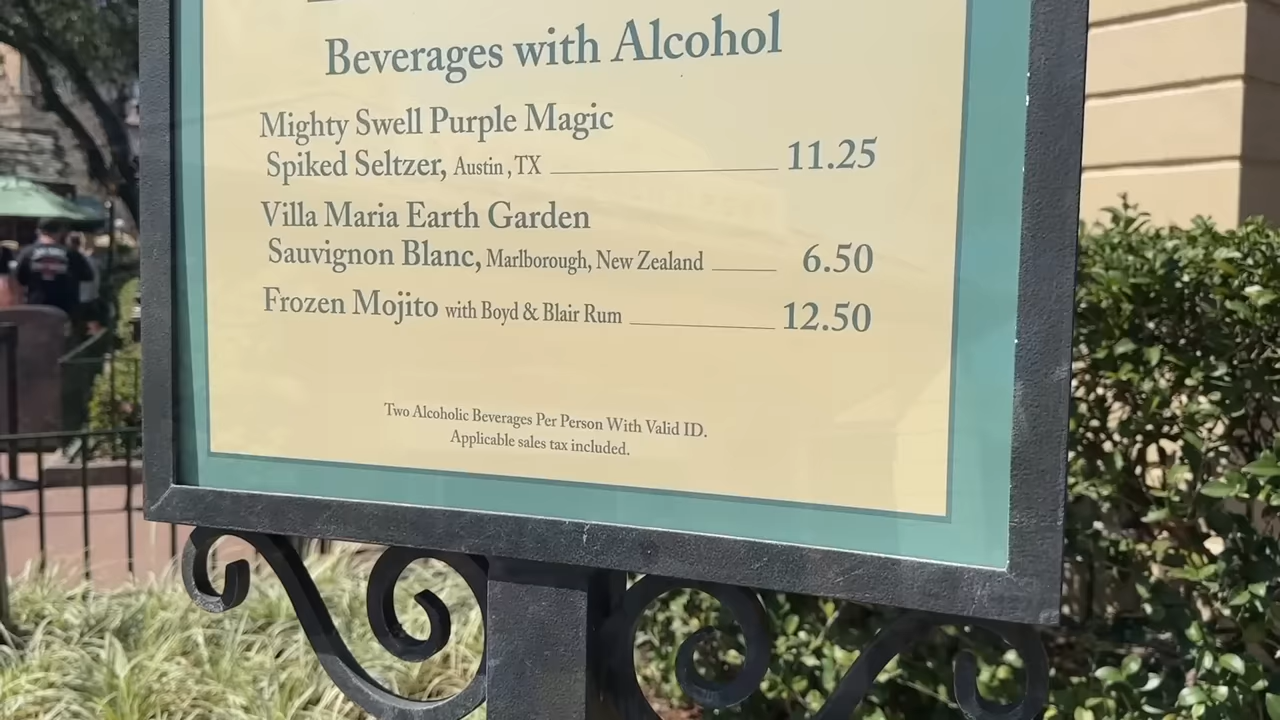 Beverages with Alcohol
Mighty Swell Purple Magic
Spiked Seltzer, Austin, TX 11.25
Villa Maria Earth Garden
Sauvignon Blanc, Marlborough, New Zealand 6.50
Frozen Mojito with Boyd & Blair Rum 12.50
Two Alcoholic Beverages Per Person With Valid ID.
Applicable sales tax included.